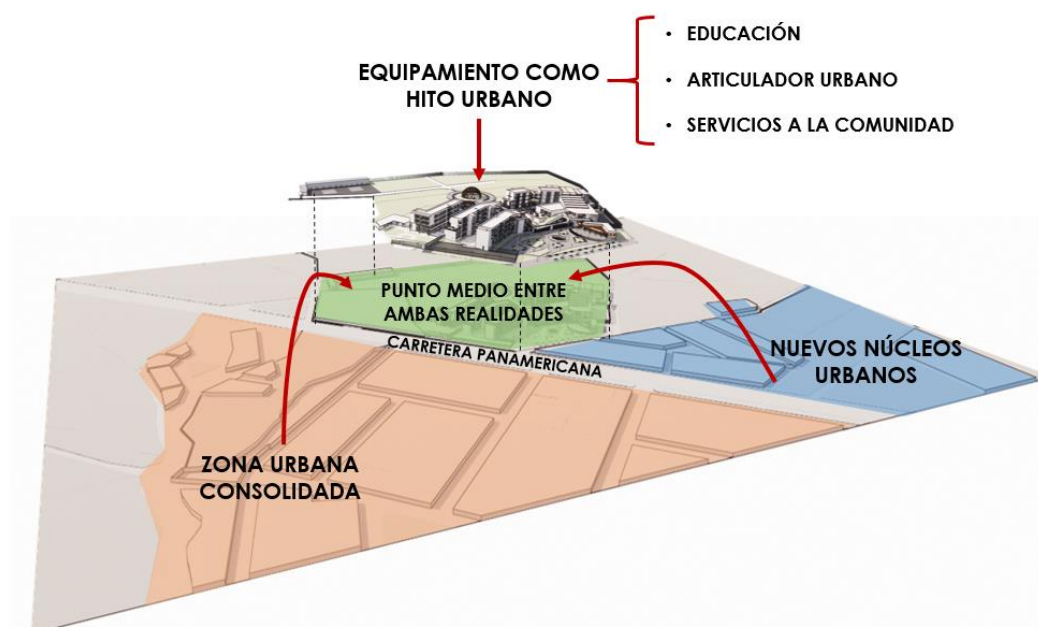 EQUIPAMIENTO COMO
HITO URBANO
• EDUCACIÓN
• ARTICULADOR URBANO
• SERVICIOS A LA COMUNIDAD
PUNTO MEDIO ENTRE
AMBAS REALIDADES
CARRETERA PANAMERICANA
NUEVOS NÚCLEOS
URBANOS
ZONA URBANA
CONSOLIDADA